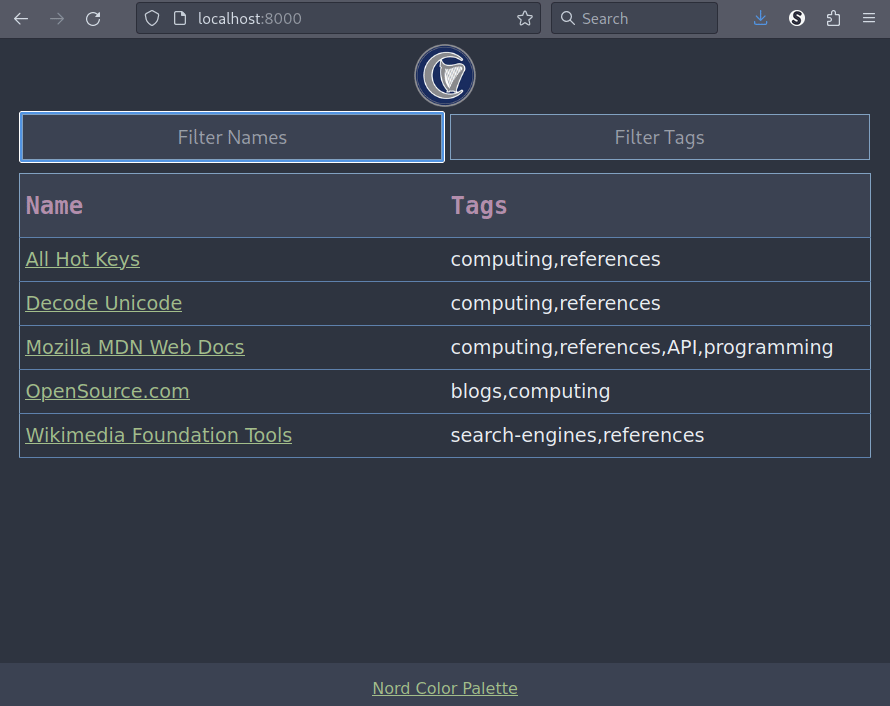 localhost:8000 Search
Filter Names Filter Tags
Name Tags
All Hot Keys computing,references
Decode Unicode computing,references
Mozilla MDN Web Docs computing,references,API,programming
OpenSource.com blogs,computing
Wikimedia Foundation Tools search-engines,references
Nord Color Palette